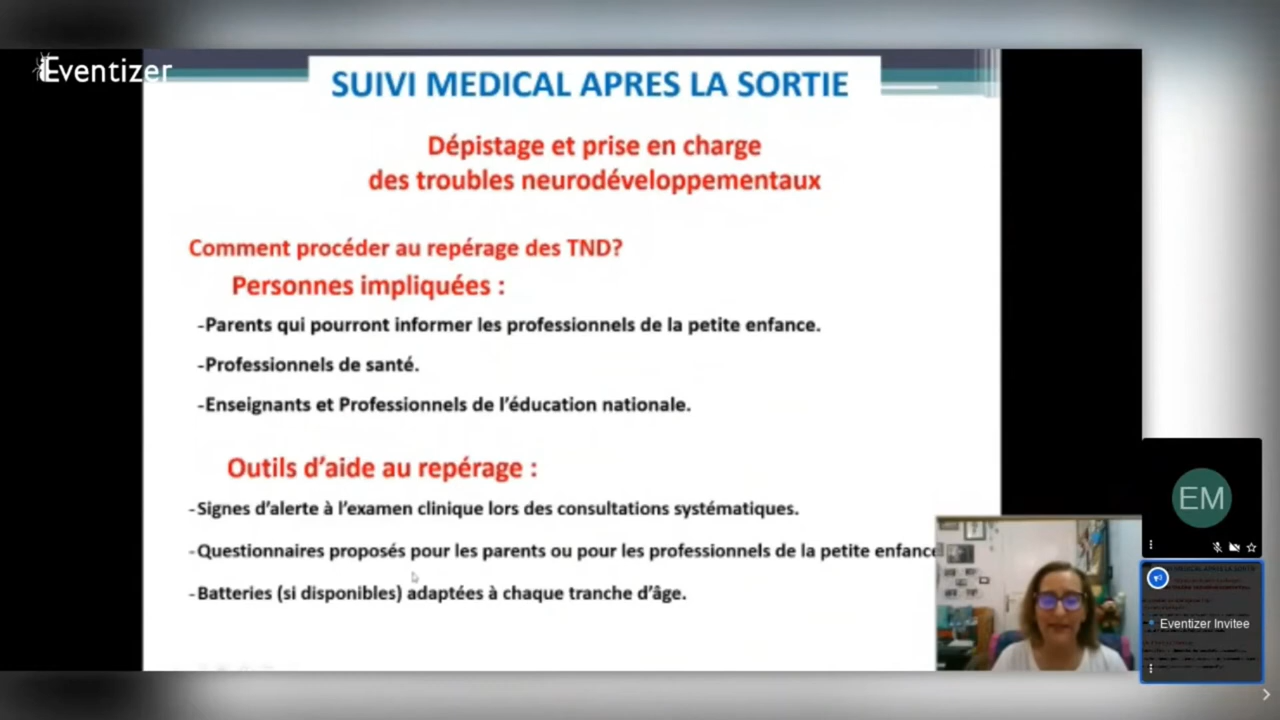 Eventizer
SUIVI MEDICAL APRES LA SORTIE
Dépistage et prise en charge
des troubles neurodéveloppementaux
Comment procéder au repérage des TND?
Personnes impliquées :
-Parents qui pourront informer les professionnels de la petite enfance.
-Professionnels de santé.
-Enseignants et Professionnels de l'éducation nationale.
Outils d'aide au repérage :
-Signes d'alerte à l'examen clinique lors des consultations systématiques.
-Questionnaires proposés pour les parents ou pour les professionnels de la petite enfance
-Batteries (si disponibles) adaptées à chaque tranche d'âge.
EM
Eventizer Invitee